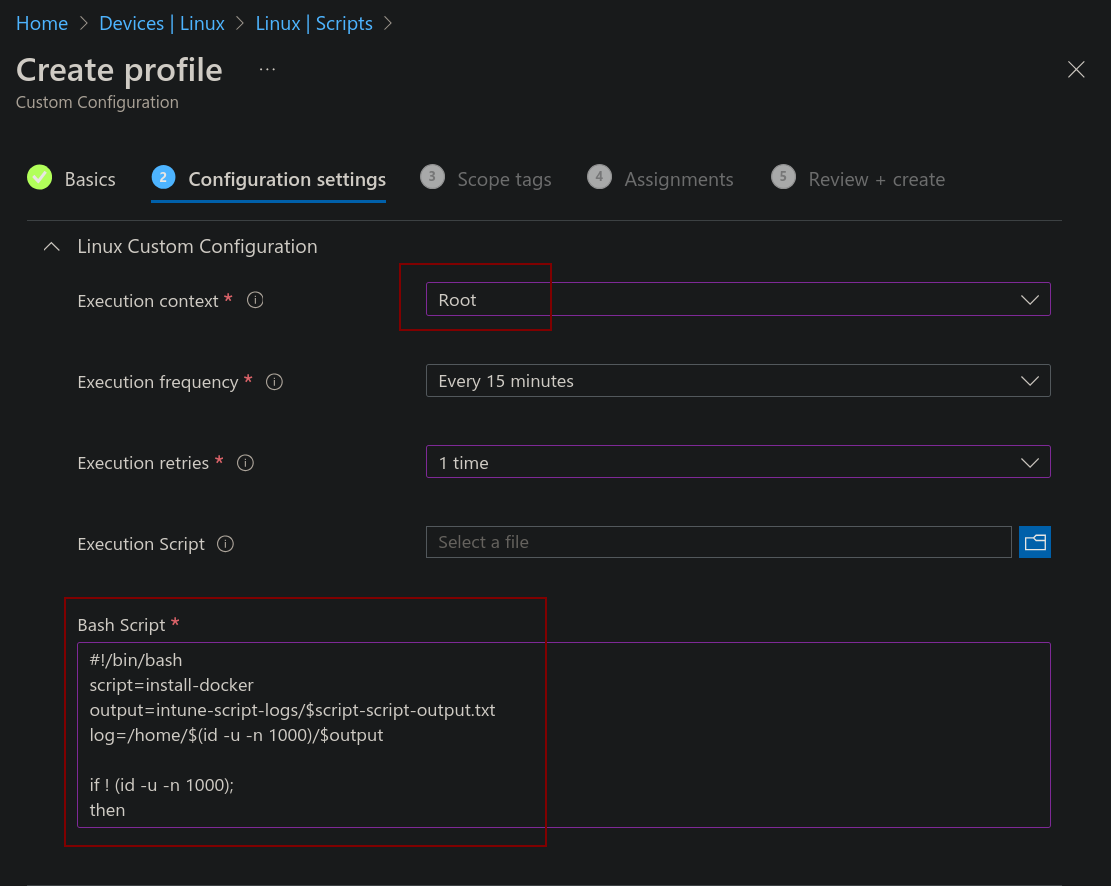 Home > Devices | Linux > Linux | Scripts >
Create profile ...
Custom Configuration
Basics 2 Configuration settings 3 Scope tags 4 Assignments 5 Review + create
Linux Custom Configuration
Execution context * Root
Execution frequency * Every 15 minutes
Execution retries * 1 time
Execution Script Select a file
Bash Script *
#!/bin/bash
script=install-docker
output=intune-script-logs/$script-script-output.txt
log=/home/$(id -u -n 1000)/$output
if ! (id -u -n 1000);
then